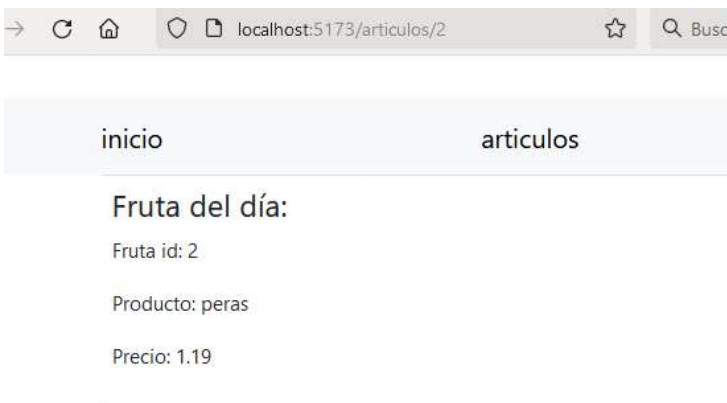 localhost:5173/articulos/2
Busc
inicio articulos
Fruta del día:
Fruta id: 2
Producto: peras
Precio: 1.19